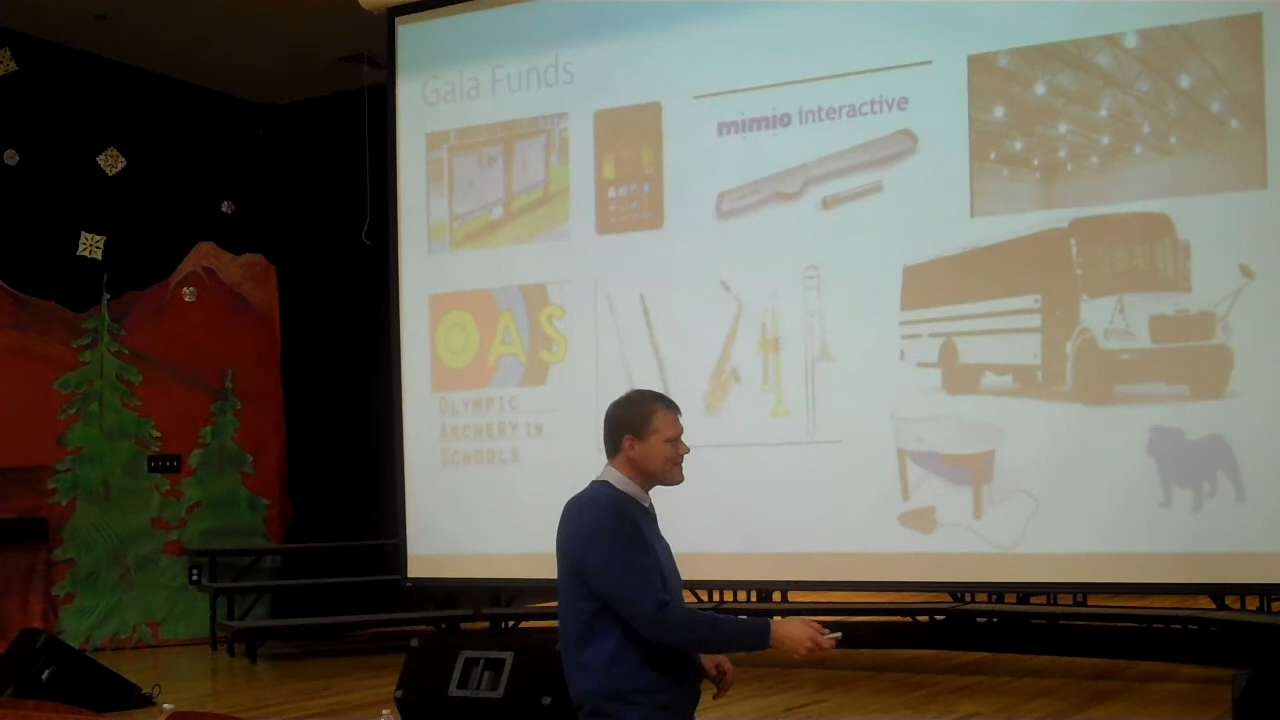 Gala Funds
mimio interactive
OAS
OLYMPIC
ARCHERY IN
SCHOOLS